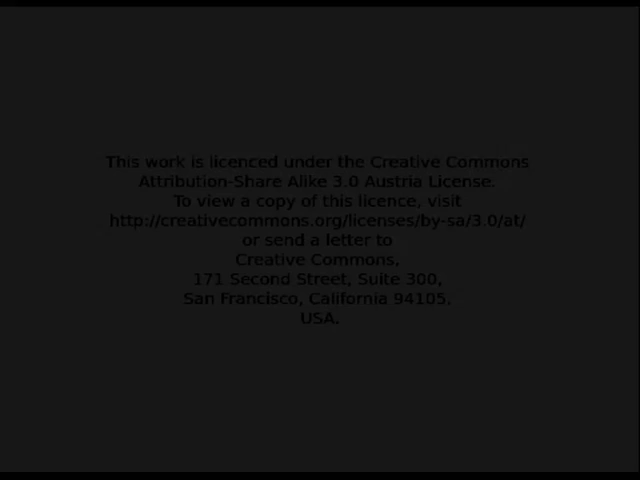 This work is licenced under the Creative Commons
Attribution-Share Alike 3.0 Austria License.
To view a copy of this licence, visit
http://creativecommons.org/licenses/by-sa/3.0/at/
or send a letter to
Creative Commons,
171 Second Street, Suite 300,
San Francisco, California 94105,
USA.